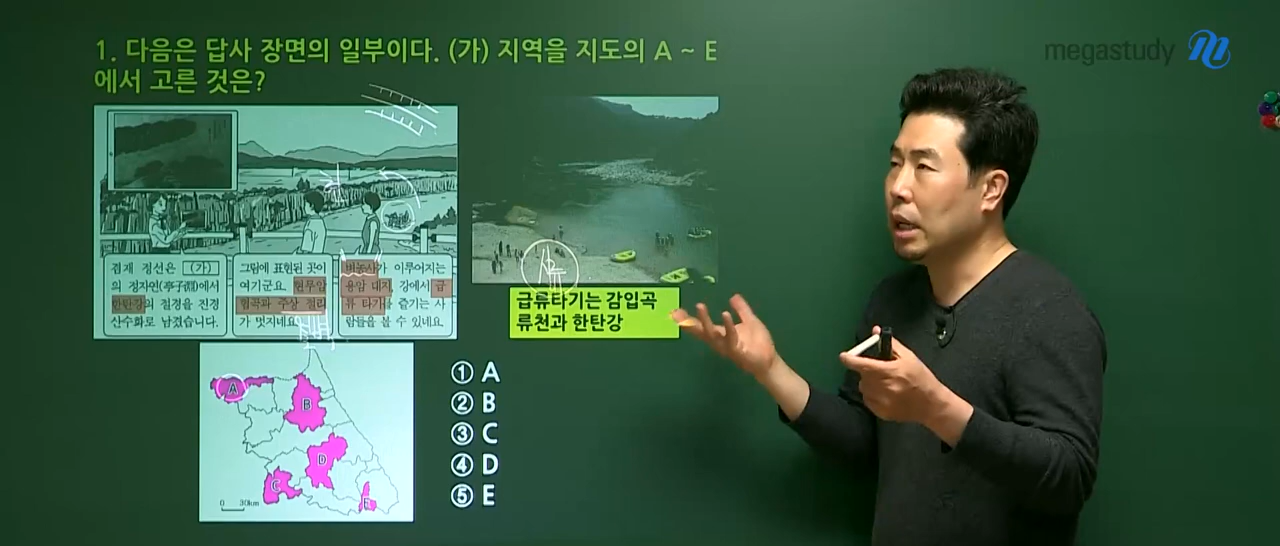 1. 다음은 답사 장면의 일부이다. (가) 지역을 지도의 A ~ E
에서 고른 것은?
megastudy
겸재 정선은 (가)
의 정자연(亭子淵)에서
한탄강의 절경을 진경
산수화로 남겼습니다.
그림에 표현된 곳이
여기군요. 현무암
협곡과 주상 절리
가 멋지네요.
벼농사가 이루어지는
용암 대지, 강에서 급
류 타기를 즐기는 사
람들을 볼 수 있네요.
급류타기는 감입곡
류천과 한탄강
A
B
D
C
E
0 30km
① A
② B
③ C
④ D
⑤ E